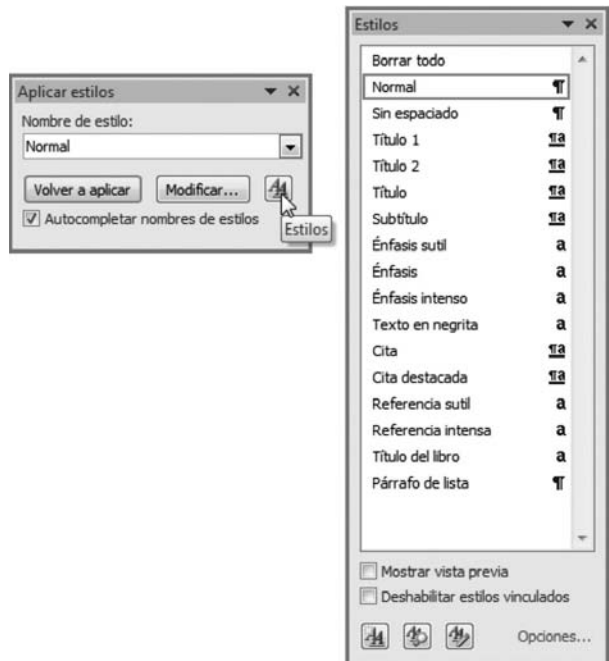 Aplicar estilos
Nombre de estilo:
Normal
Volver a aplicar
Modificar...
Autocompletar nombres de estilos
Estilos
Estilos
Borrar todo
Normal ¶
Sin espaciado ¶
Título 1 ¶a
Título 2 ¶a
Título ¶a
Subtítulo ¶a
Énfasis sutil a
Énfasis a
Énfasis intenso a
Texto en negrita a
Cita ¶a
Cita destacada ¶a
Referencia sutil a
Referencia intensa a
Título del libro a
Párrafo de lista ¶
Mostrar vista previa
Deshabilitar estilos vinculados
Opciones...